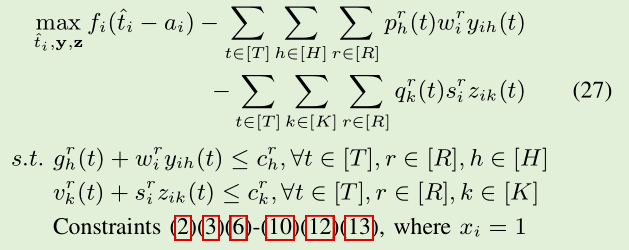 max f_i(t̂_i − a_i) − ∑ ∑ ∑ p_h^r(t)w_i^r y_{ih}(t)
t̂_i,y,z t∈[T] h∈[H] r∈[R]
− ∑ ∑ ∑ q_k^r(t)s_i^r z_{ik}(t) (27)
t∈[T] k∈[K] r∈[R]
s.t. g_h^r(t) + w_i^r y_{ih}(t) ≤ c_h^r, ∀t ∈ [T], r ∈ [R], h ∈ [H]
v_k^r(t) + s_i^r z_{ik}(t) ≤ c_k^r, ∀t ∈ [T], r ∈ [R], k ∈ [K]
Constraints (2)(3)(6)-(10)(12)(13), where x_i = 1